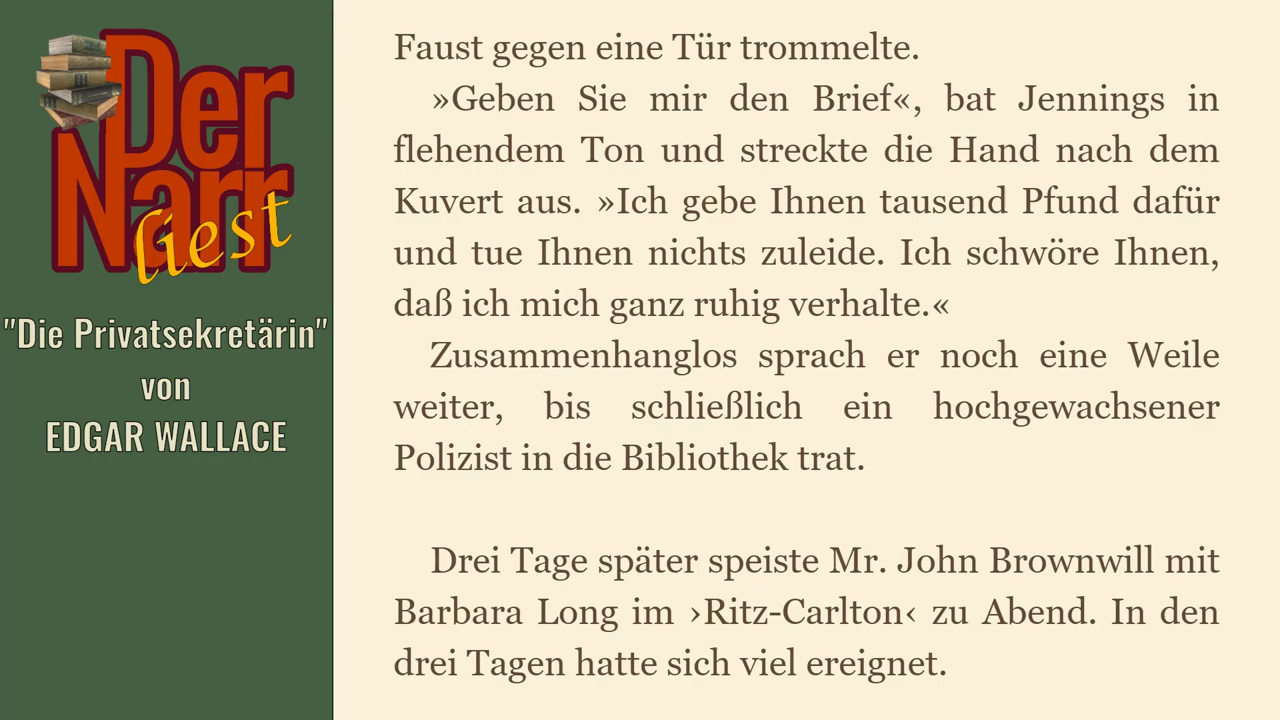 Der
Narr
liest
"Die Privatsekretärin"
von
EDGAR WALLACE
Faust gegen eine Tür trommelte.
»Geben Sie mir den Brief«, bat Jennings in
flehendem Ton und streckte die Hand nach dem
Kuvert aus. »Ich gebe Ihnen tausend Pfund dafür
und tue Ihnen nichts zuleide. Ich schwöre Ihnen,
daß ich mich ganz ruhig verhalte.«
Zusammenhanglos sprach er noch eine Weile
weiter, bis schließlich ein hochgewachsener
Polizist in die Bibliothek trat.
Drei Tage später speiste Mr. John Brownwill mit
Barbara Long im ›Ritz-Carlton‹ zu Abend. In den
drei Tagen hatte sich viel ereignet.